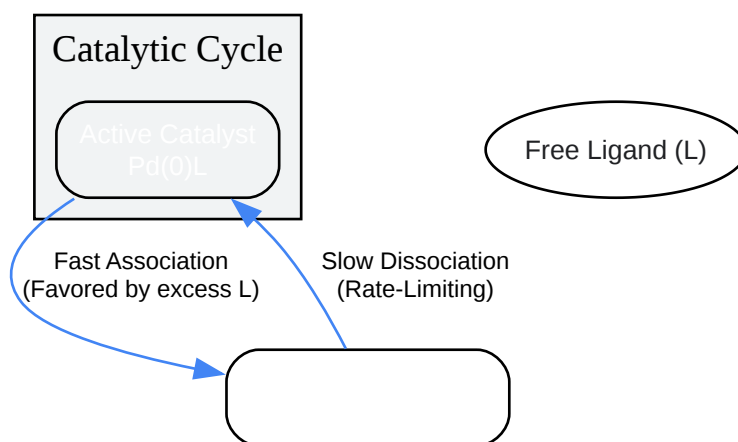 Catalytic Cycle
Active Catalyst
Pd(0)L
Free Ligand (L)
Fast Association
(Favored by excess L)
Slow Dissociation
(Rate-Limiting)